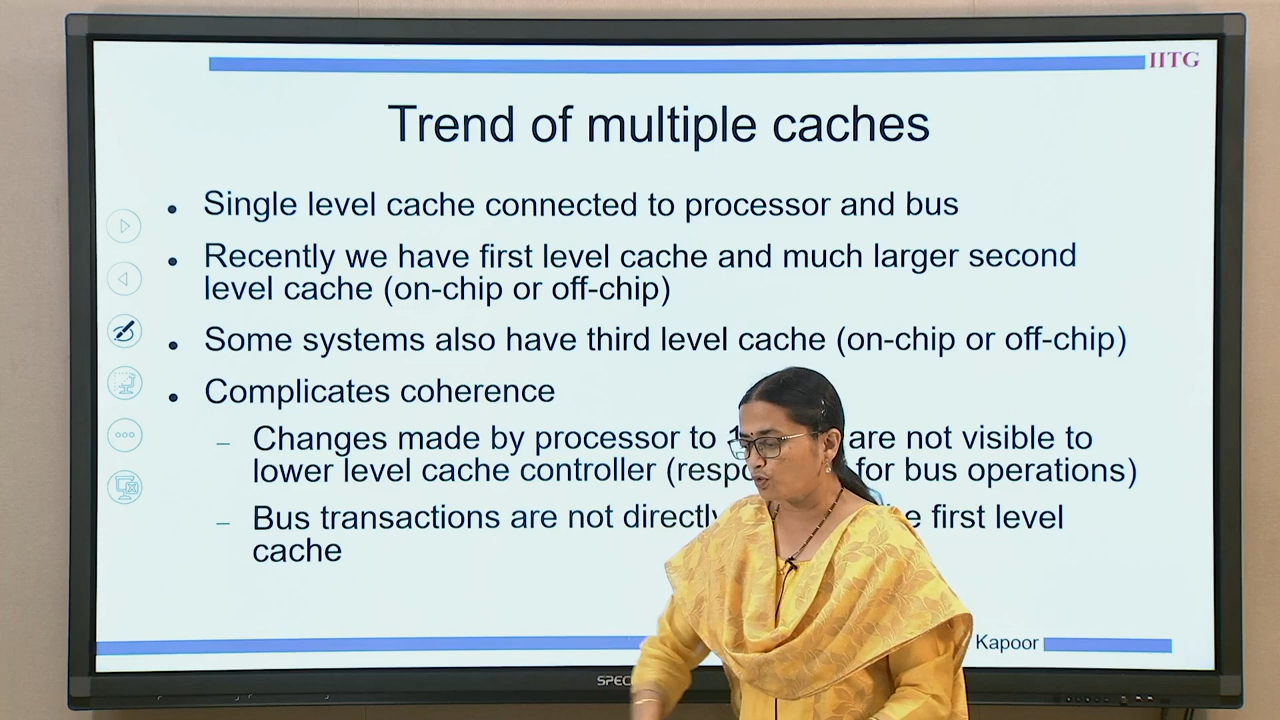 IITG
Trend of multiple caches
• Single level cache connected to processor and bus
• Recently we have first level cache and much larger second
level cache (on-chip or off-chip)
• Some systems also have third level cache (on-chip or off-chip)
• Complicates coherence
– Changes made by processor to are not visible to
lower level cache controller for bus operations)
– Bus transactions are not directly first level
cache
Kapoor